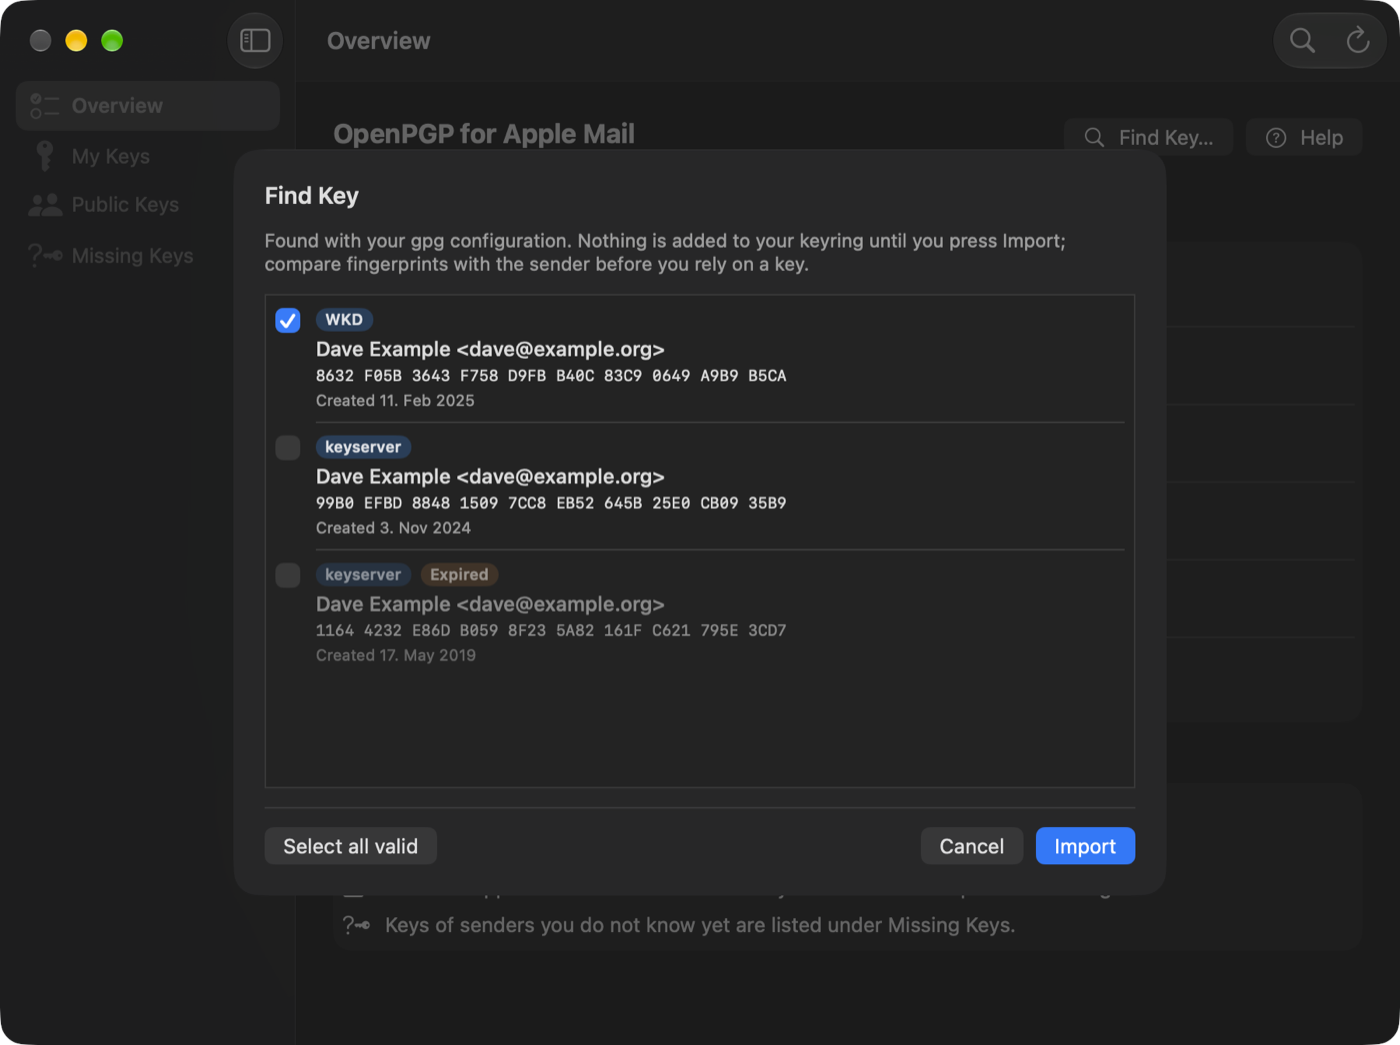 Overview
Overview
My Keys
Public Keys
Missing Keys
OpenPGP for Apple Mail
Find Key...
Help
Find Key
Found with your gpg configuration. Nothing is added to your keyring until you press Import;
compare fingerprints with the sender before you rely on a key.
WKD
Dave Example <dave@example.org>
8632 F05B 3643 F758 D9FB B40C 83C9 0649 A9B9 B5CA
Created 11. Feb 2025
keyserver
Dave Example <dave@example.org>
99B0 EFBD 8848 1509 7CC8 EB52 645B 25E0 CB09 35B9
Created 3. Nov 2024
keyserver Expired
Dave Example <dave@example.org>
1164 4232 E86D B059 8F23 5A82 161F C621 795E 3CD7
Created 17. May 2019
Select all valid
Cancel
Import
Keys of senders you do not know yet are listed under Missing Keys.